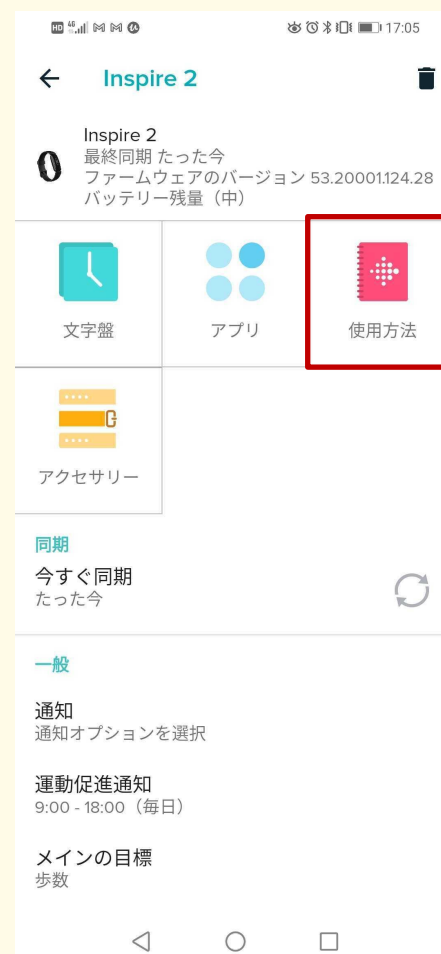 HD 4G 17:05
Inspire 2
Inspire 2
最終同期 たった今
ファームウェアのバージョン 53.20001.124.28
バッテリー残量（中）
文字盤
アプリ
使用方法
アクセサリー
同期
今すぐ同期
たった今
一般
通知
通知オプションを選択
運動促進通知
9:00 - 18:00（毎日）
メインの目標
歩数